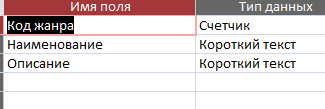 Имя поля Тип данных
Код жанра Счетчик
Наименование Короткий текст
Описание Короткий текст